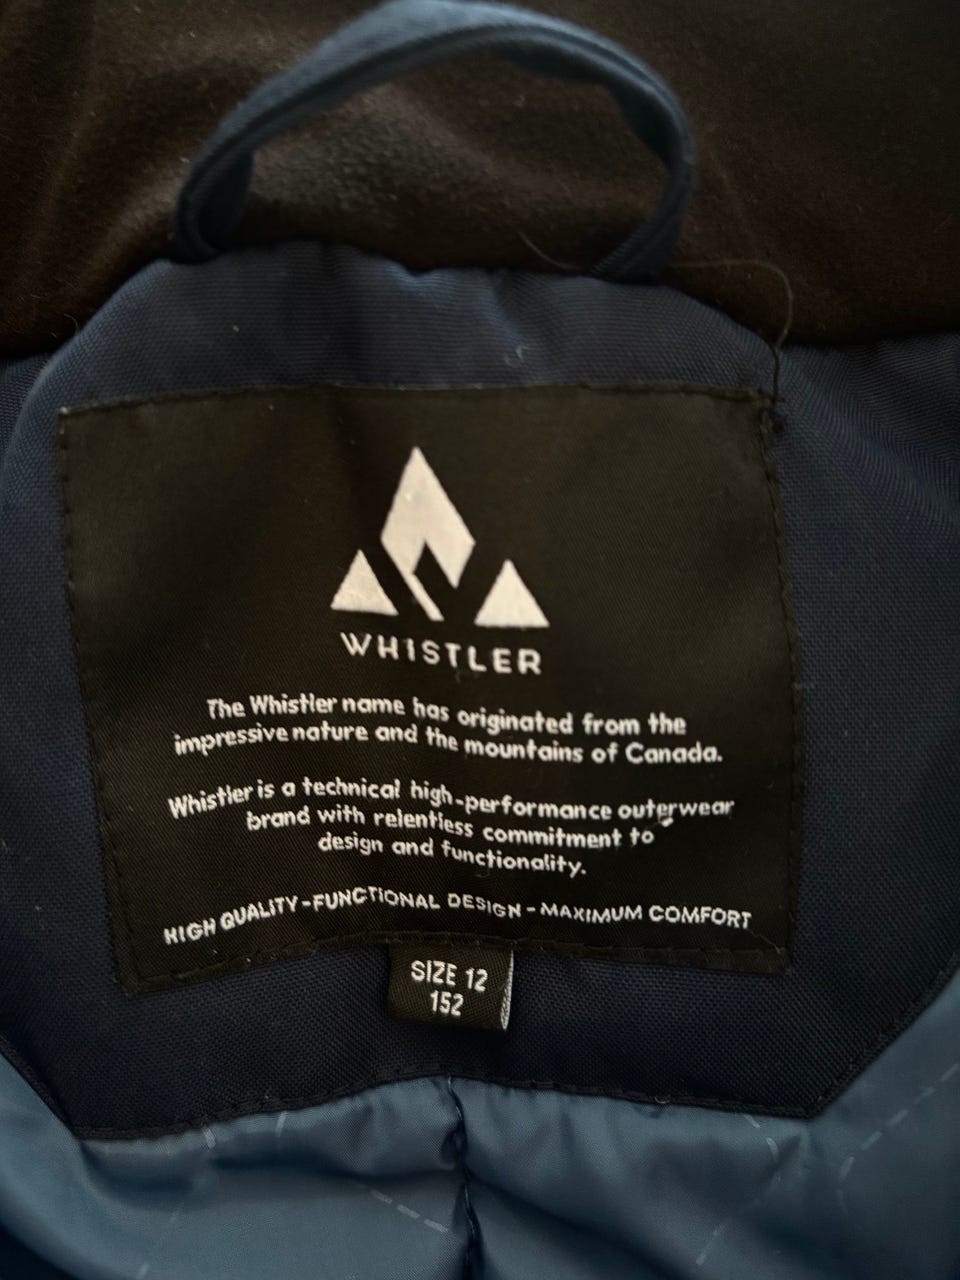 WHISTLER
The Whistler name has originated from the
impressive nature and the mountains of Canada.
Whistler is a technical high-performance outerwear
brand with relentless commitment to
design and functionality.
HIGH QUALITY - FUNCTIONAL DESIGN - MAXIMUM COMFORT
SIZE 12
152